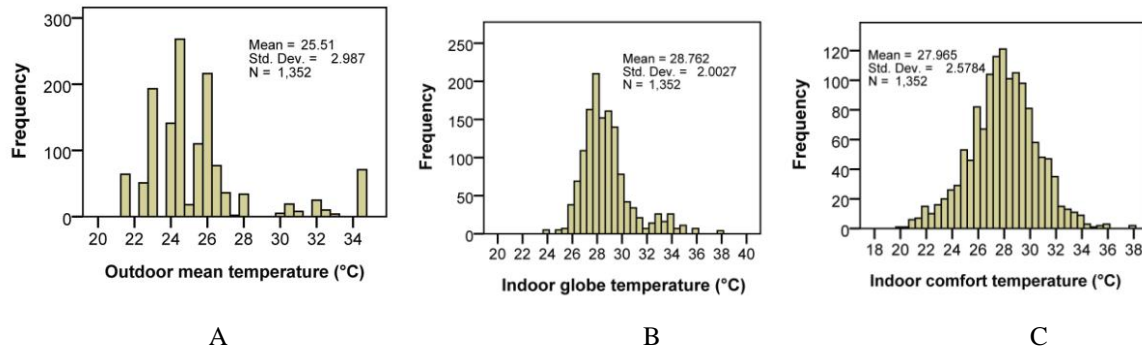 300
200
100
0
Frequency
Mean = 25.51
Std. Dev. = 2.987
N = 1,352
20 22 24 26 28 30 32 34
Outdoor mean temperature (°C)
A
250
200
150
100
50
0
Frequency
Mean = 28.762
Std. Dev. = 2.0027
N = 1,352
20 22 24 26 28 30 32 34 36 38 40
Indoor globe temperature (°C)
B
120
100
80
60
40
20
0
Frequency
Mean = 27.965
Std. Dev. = 2.5784
N = 1,352
18 20 22 24 26 28 30 32 34 36 38
Indoor comfort temperature (°C)
C